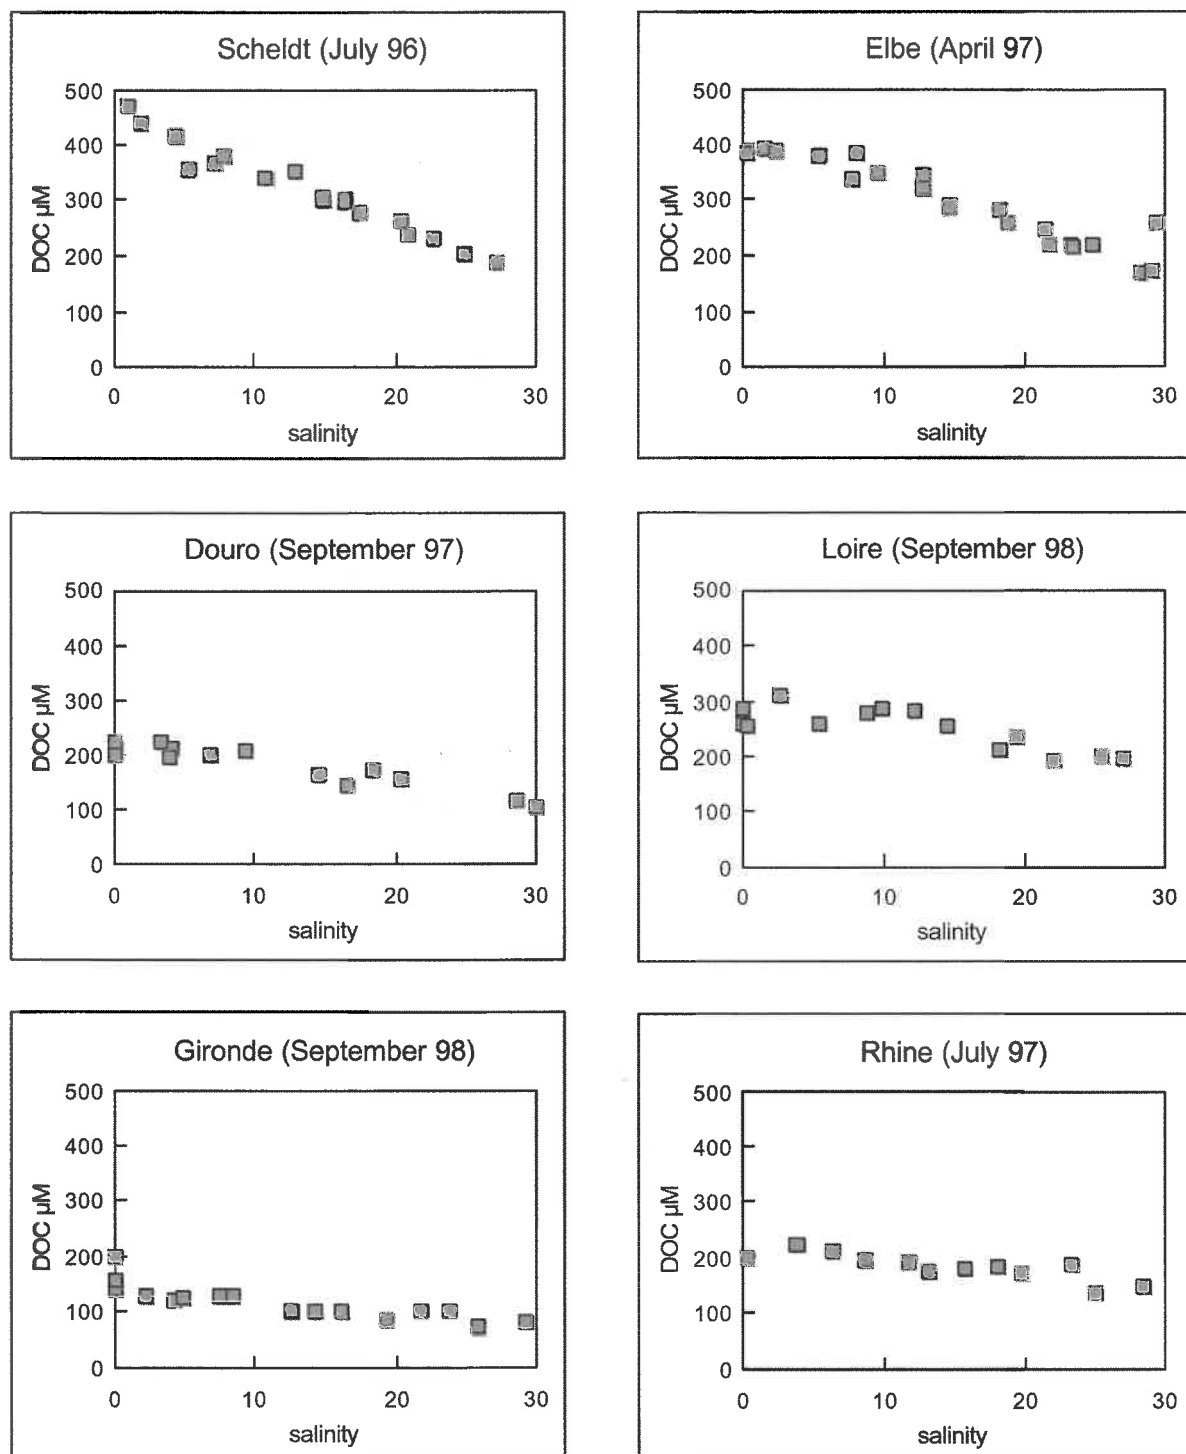 Scheldt (July 96)
500
400
300
200
100
0
DOC µM
0 10 20 30
salinity
Elbe (April 97)
500
400
300
200
100
0
DOC µM
0 10 20 30
salinity
Douro (September 97)
500
400
300
200
100
0
DOC µM
0 10 20 30
salinity
Loire (September 98)
500
400
300
200
100
0
DOC µM
0 10 20 30
salinity
Gironde (September 98)
500
400
300
200
100
0
DOC µM
0 10 20 30
salinity
Rhine (July 97)
500
400
300
200
100
0
DOC µM
0 10 20 30
salinity